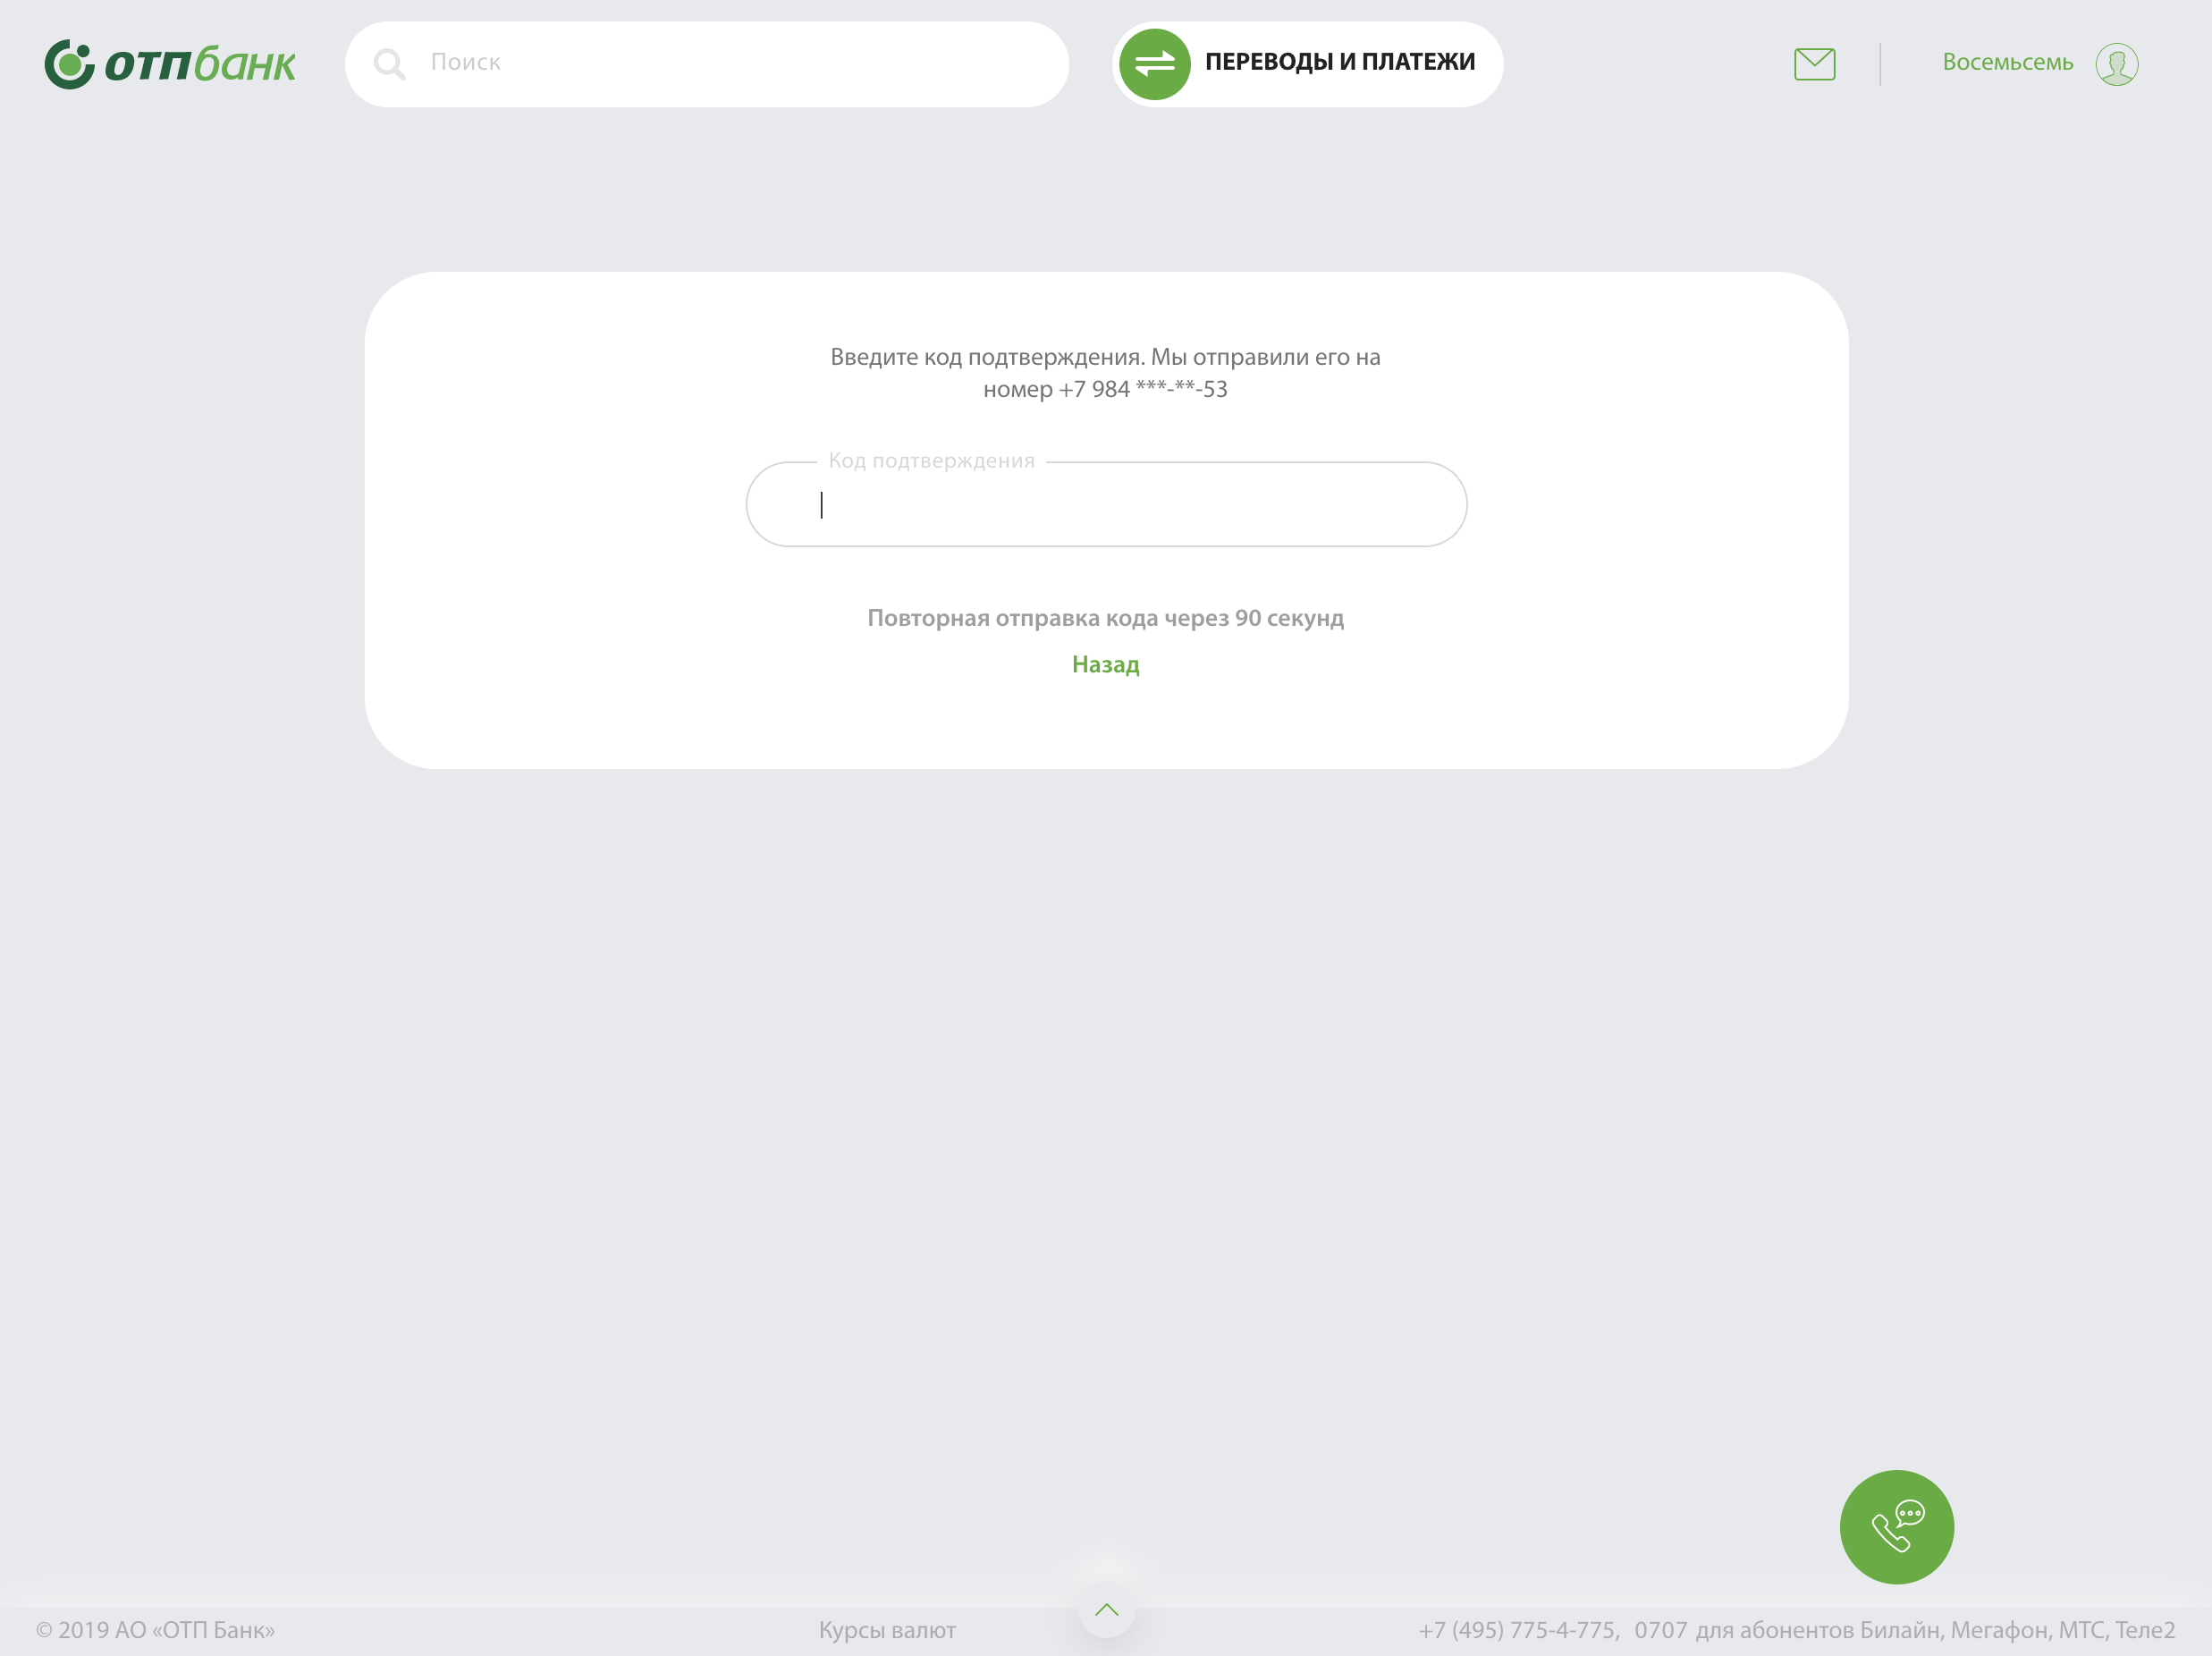 отпбанк
Поиск
ПЕРЕВОДЫ И ПЛАТЕЖИ
Восемьсемь
Введите код подтверждения. Мы отправили его на
номер +7 984 ***-**-53
Код подтверждения
Повторная отправка кода через 90 секунд
Назад
© 2019 АО «ОТП Банк»
Курсы валют
+7 (495) 775-4-775, 0707 для абонентов Билайн, Мегафон, МТС, Теле2